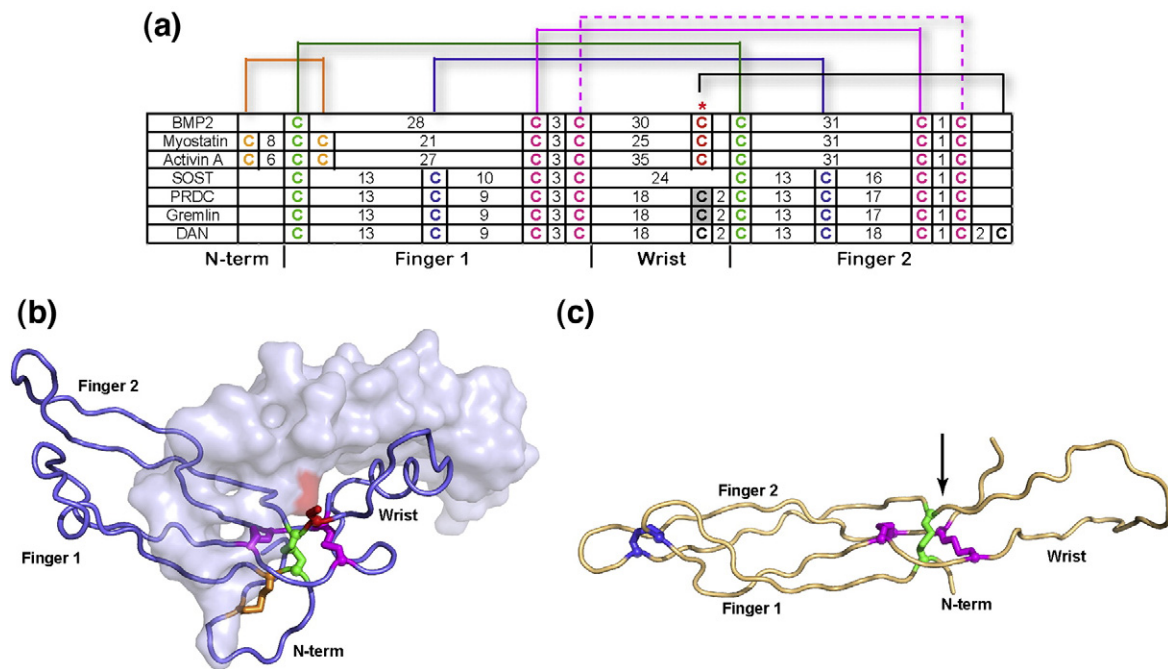 (a)
*
BMP2 C 28 C 3 C 30 C C 31 C 1 C
Myostatin C 8 C C 21 C 3 C 25 C C 31 C 1 C
Activin A C 6 C C 27 C 3 C 35 C C 31 C 1 C
SOST C 13 C 10 C 3 C 24 C 13 C 16 C 1 C
PRDC C 13 C 9 C 3 C 18 C 2 C 13 C 17 C 1 C
Gremlin C 13 C 9 C 3 C 18 C 2 C 13 C 17 C 1 C
DAN C 13 C 9 C 3 C 18 C 2 C 13 C 18 C 1 C 2 C
N-term Finger 1 Wrist Finger 2
(b)
Finger 2
Finger 1
Wrist
N-term
(c)
Finger 2
Finger 1
Wrist
N-term